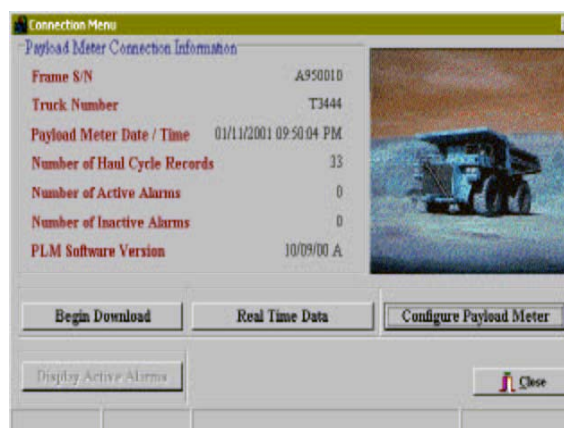 Connection Menu
Payload Meter Connection Information
Frame S/N A950010
Truck Number T3444
Payload Meter Date / Time 01/11/2001 09:50:04 PM
Number of Haul Cycle Records 33
Number of Active Alarms 0
Number of Inactive Alarms 0
PLM Software Version 10/09/00 A
Begin Download Real Time Data Configure Payload Meter
Display Active Alarms Close